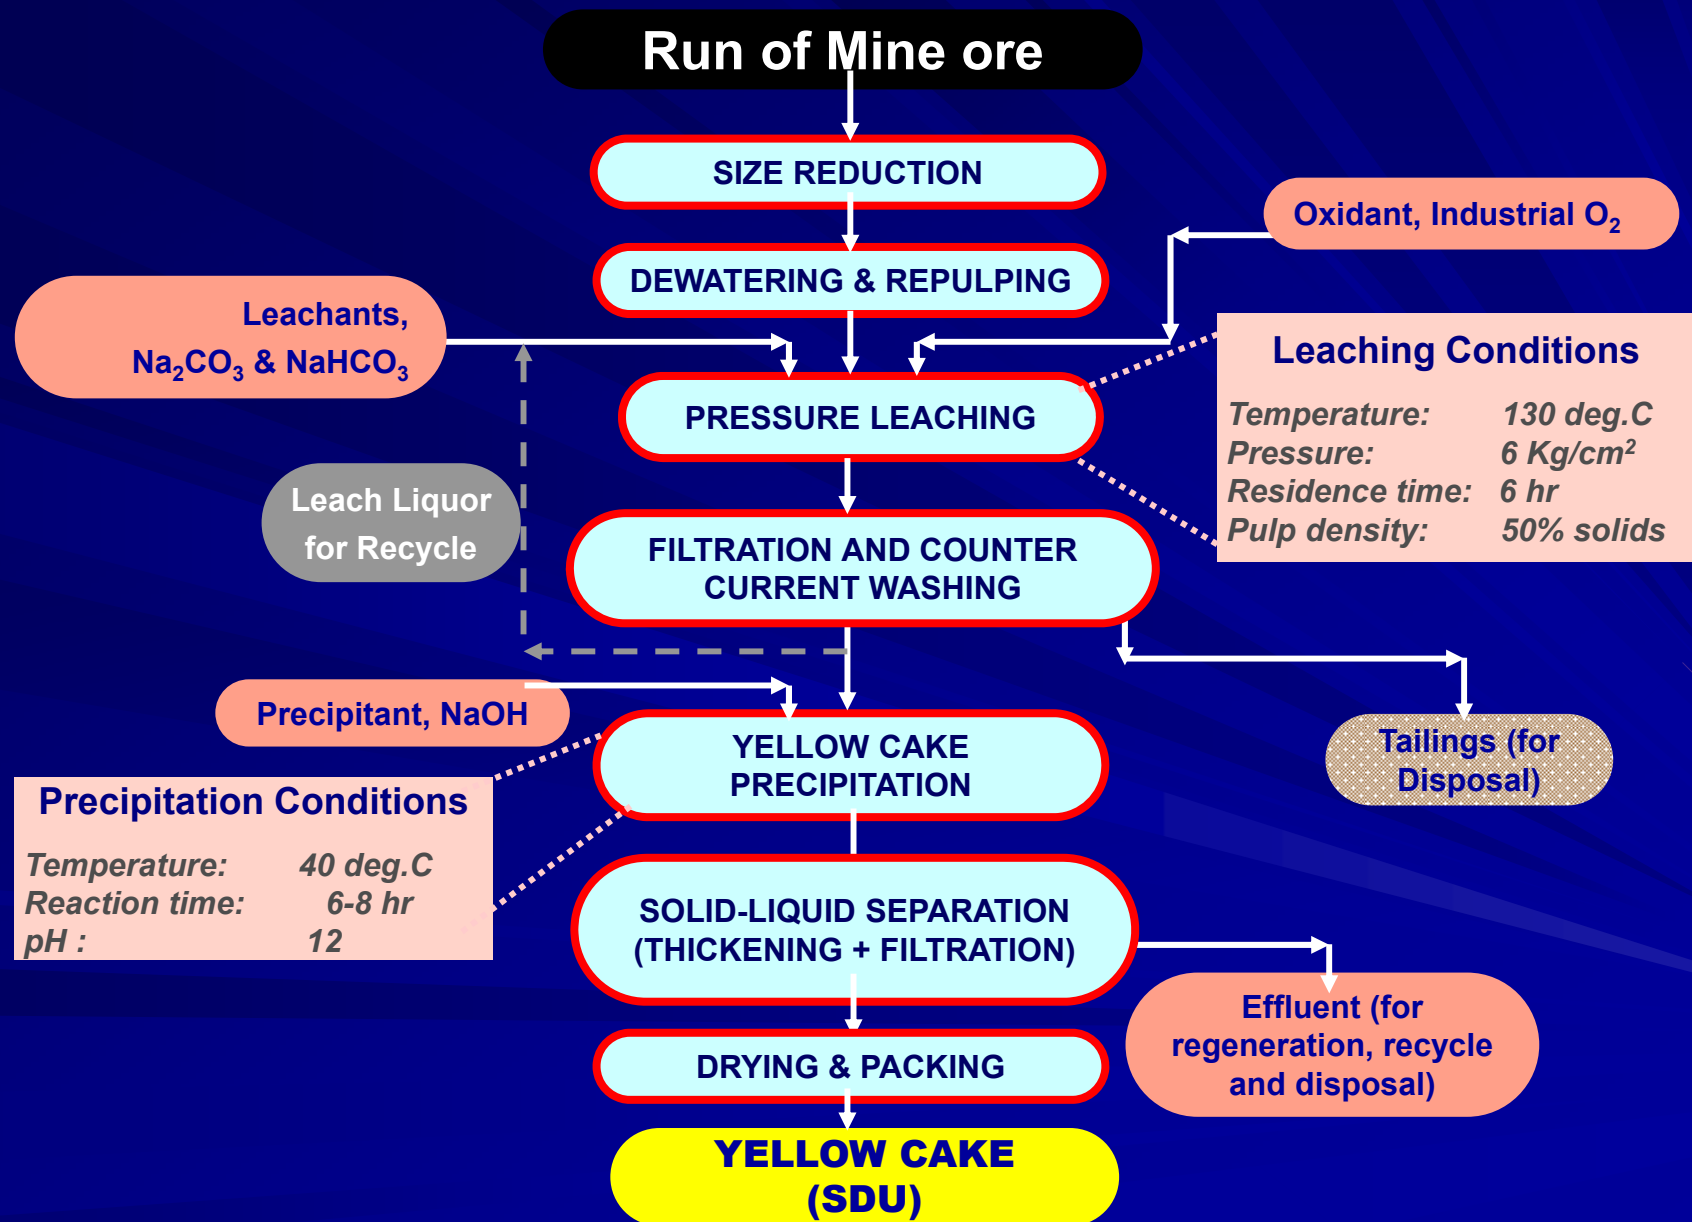 Run of Mine ore
SIZE REDUCTION
Oxidant, Industrial O₂
DEWATERING & REPULPING
Leachants,
Na₂CO₃ & NaHCO₃
Leaching Conditions
Temperature: 130 deg.C
Pressure: 6 Kg/cm²
Residence time: 6 hr
Pulp density: 50% solids
PRESSURE LEACHING
Leach Liquor
for Recycle
FILTRATION AND COUNTER
CURRENT WASHING
Precipitant, NaOH
YELLOW CAKE
PRECIPITATION
Tailings (for
Disposal)
Precipitation Conditions
Temperature: 40 deg.C
Reaction time: 6-8 hr
pH : 12
SOLID-LIQUID SEPARATION
(THICKENING + FILTRATION)
Effluent (for
regeneration, recycle
and disposal)
DRYING & PACKING
YELLOW CAKE
(SDU)